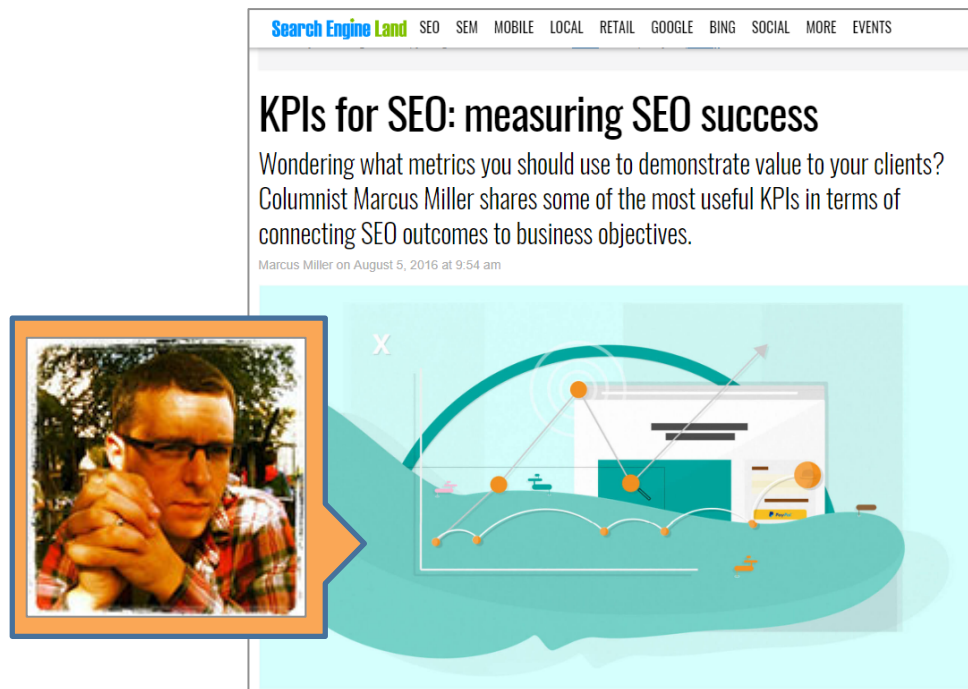 Search Engine Land SEO SEM MOBILE LOCAL RETAIL GOOGLE BING SOCIAL MORE EVENTS
KPIs for SEO: measuring SEO success
Wondering what metrics you should use to demonstrate value to your clients?
Columnist Marcus Miller shares some of the most useful KPIs in terms of
connecting SEO outcomes to business objectives.
Marcus Miller on August 5, 2016 at 9:54 am
X
PayPal